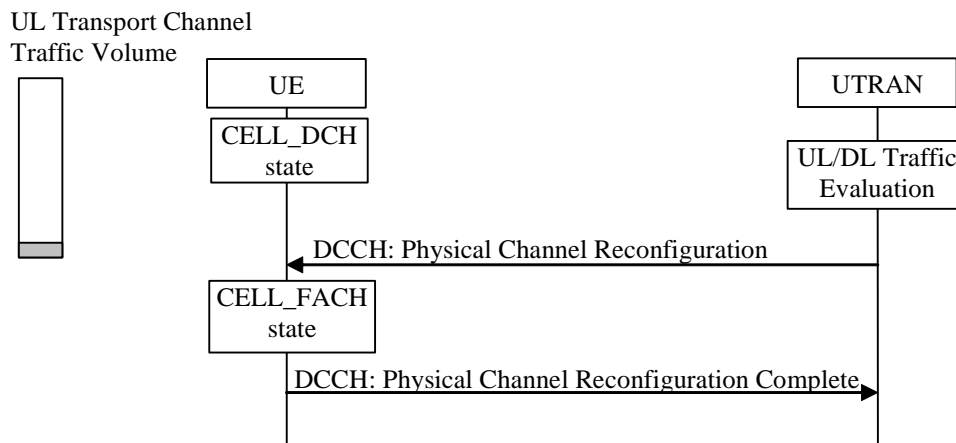 UL Transport Channel
Traffic Volume
UE
UTRAN
CELL_DCH
state
UL/DL Traffic
Evaluation
DCCH: Physical Channel Reconfiguration
CELL_FACH
state
DCCH: Physical Channel Reconfiguration Complete